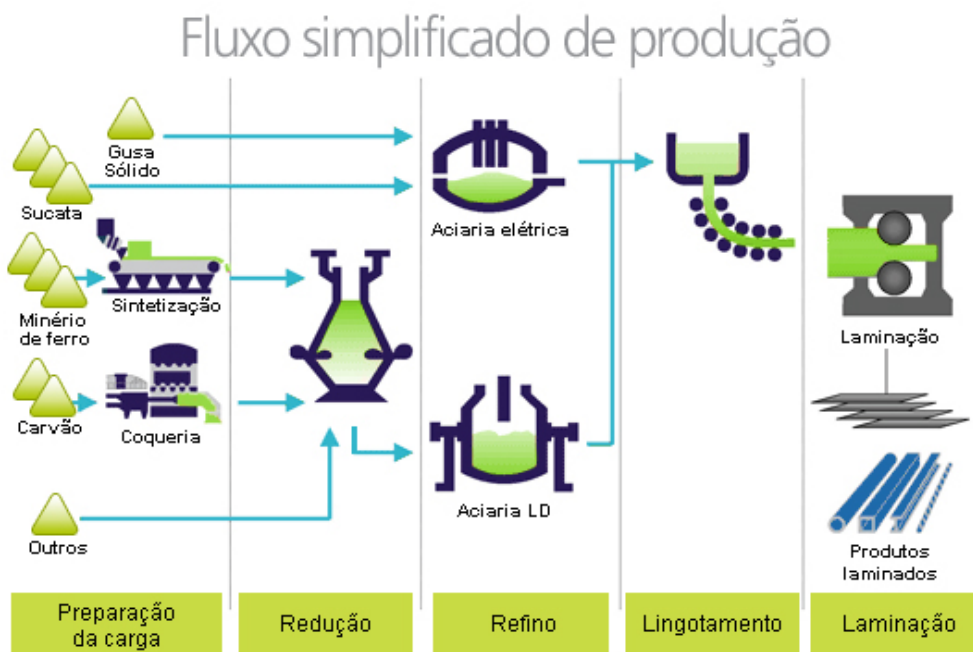 Fluxo simplificado de produção
Gusa
Sólido
Sucata
Aciaria elétrica
Minério
de ferro
Sintetização
Laminação
Carvão
Coqueria
Aciaria LD
Outros
Produtos
laminados
Preparação
da carga
Redução
Refino
Lingotamento
Laminação